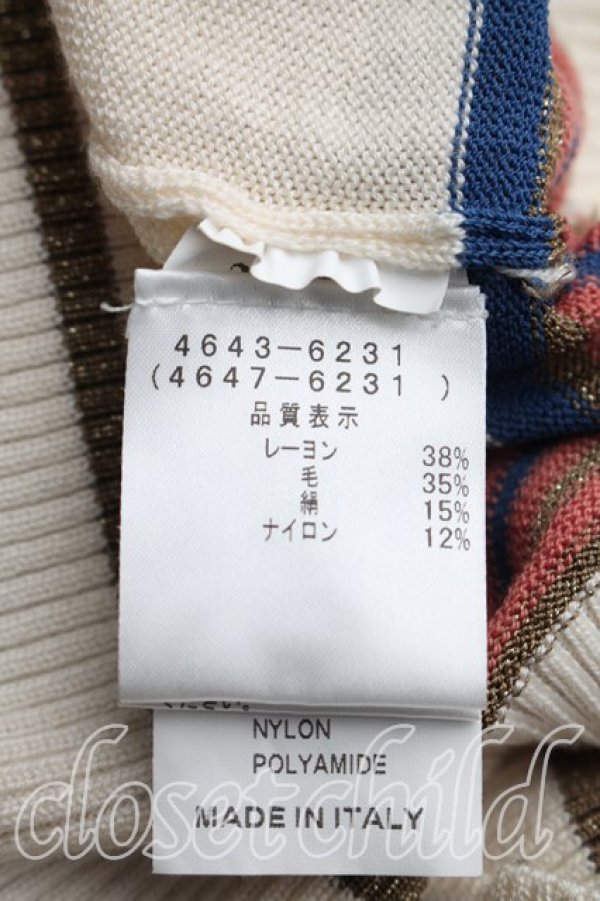 4643-6231
(4647-6231 )
品質表示
レーヨン 38%
毛 35%
絹 15%
ナイロン 12%
NYLON
POLYAMIDE
MADE IN ITALY
closetchild